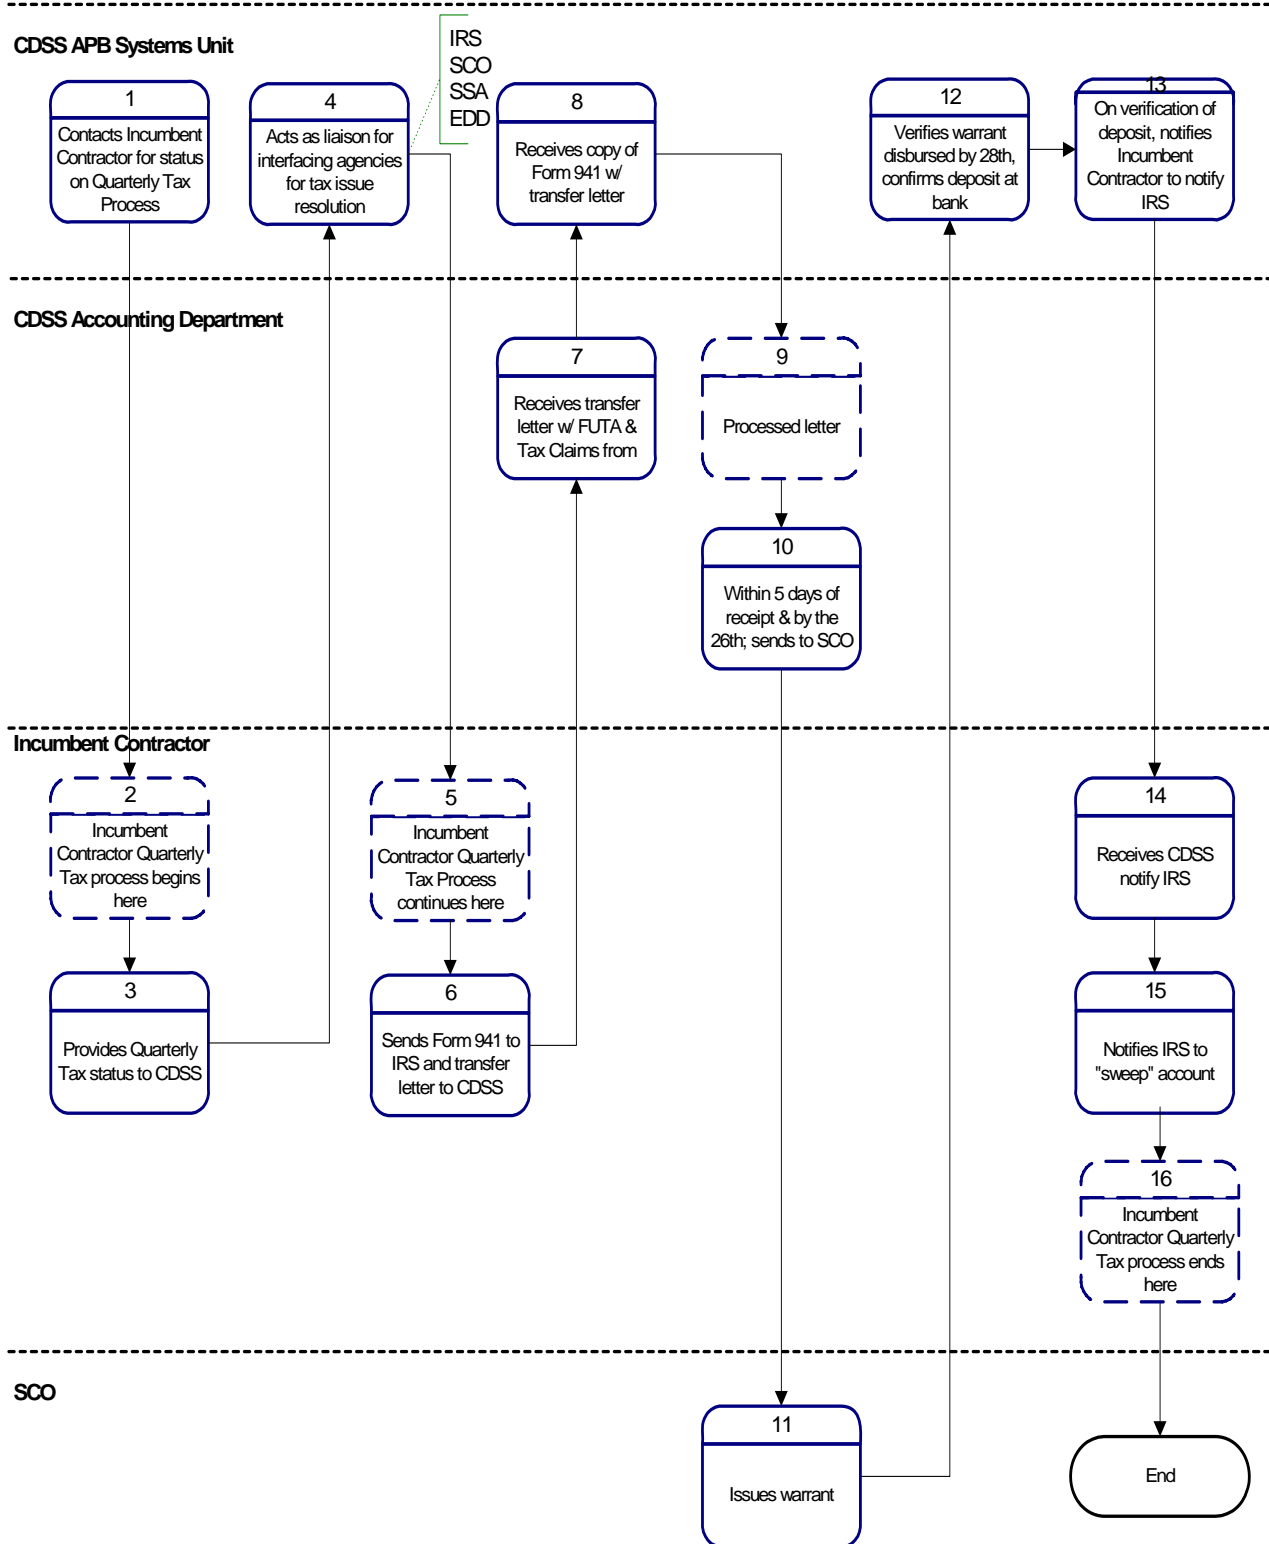 CDSS APB Systems Unit
IRS
SCO
SSA
EDD
1
Contacts Incumbent
Contractor for status
on Quarterly Tax
Process
4
Acts as liaison for
interfacing agencies
for tax issue
resolution
8
Receives copy of
Form 941 w/
transfer letter
12
Verifies warrant
disbursed by 28th,
confirms deposit at
bank
13
On verification of
deposit, notifies
Incumbent
Contractor to notify
IRS
CDSS Accounting Department
7
Receives transfer
letter w/ FUTA &
Tax Claims from
9
Processed letter
10
Within 5 days of
receipt & by the
26th; sends to SCO
Incumbent Contractor
2
Incumbent
Contractor Quarterly
Tax process begins
here
5
Incumbent
Contractor Quarterly
Tax Process
continues here
14
Receives CDSS
notify IRS
3
Provides Quarterly
Tax status to CDSS
6
Sends Form 941 to
IRS and transfer
letter to CDSS
15
Notifies IRS to
"sweep" account
16
Incumbent
Contractor Quarterly
Tax process ends
here
SCO
11
Issues warrant
End